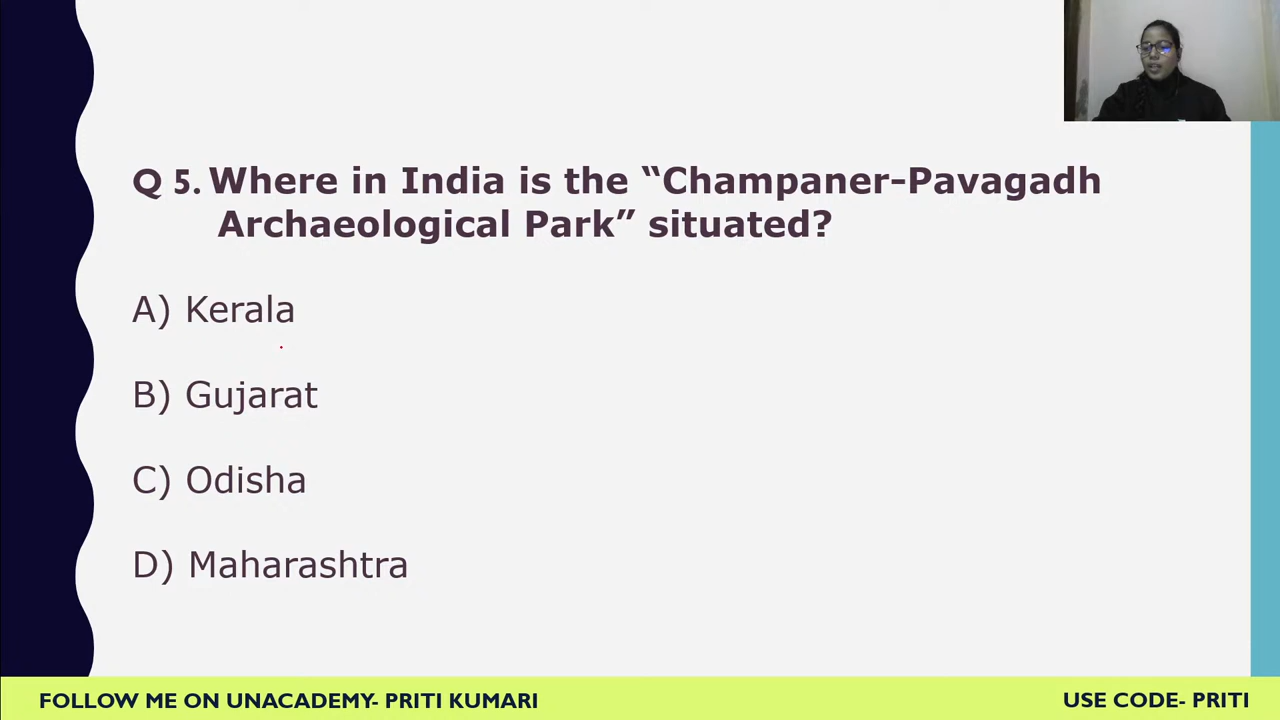 Q 5. Where in India is the “Champaner-Pavagadh
Archaeological Park” situated?
A) Kerala
B) Gujarat
C) Odisha
D) Maharashtra
FOLLOW ME ON UNACADEMY- PRITI KUMARI
USE CODE- PRITI